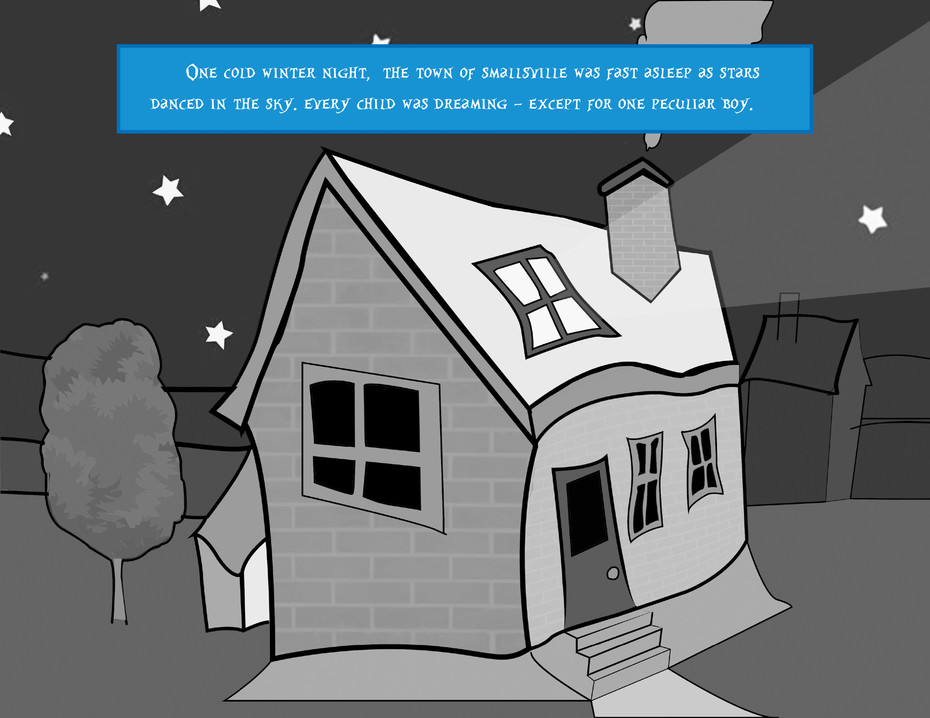 One cold winter night, the town of Smallsville was fast asleep as stars
danced in the sky. Every child was dreaming – except for one peculiar boy.